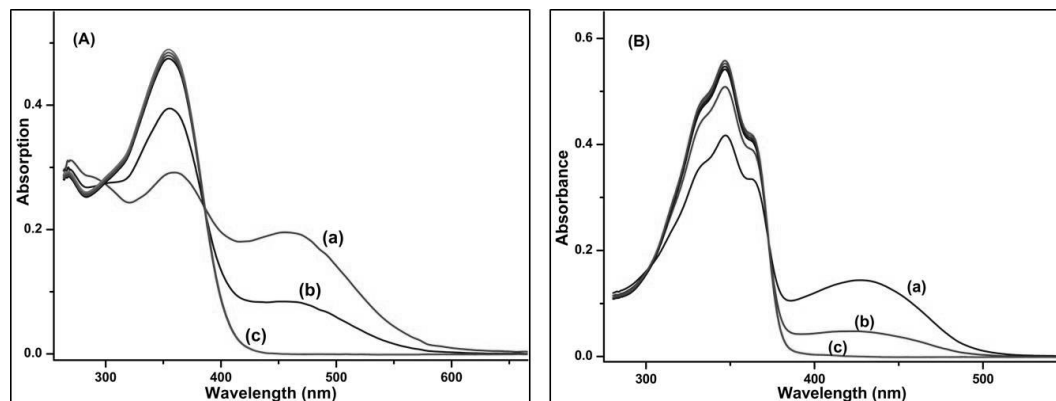 (A)
0.4
0.2
0.0
Absorption
(a)
(b)
(c)
300
400
500
600
Wavelength (nm)
(B)
0.6
0.4
0.2
0.0
Absorbance
(a)
(b)
(c)
300
400
500
Wavelength (nm)